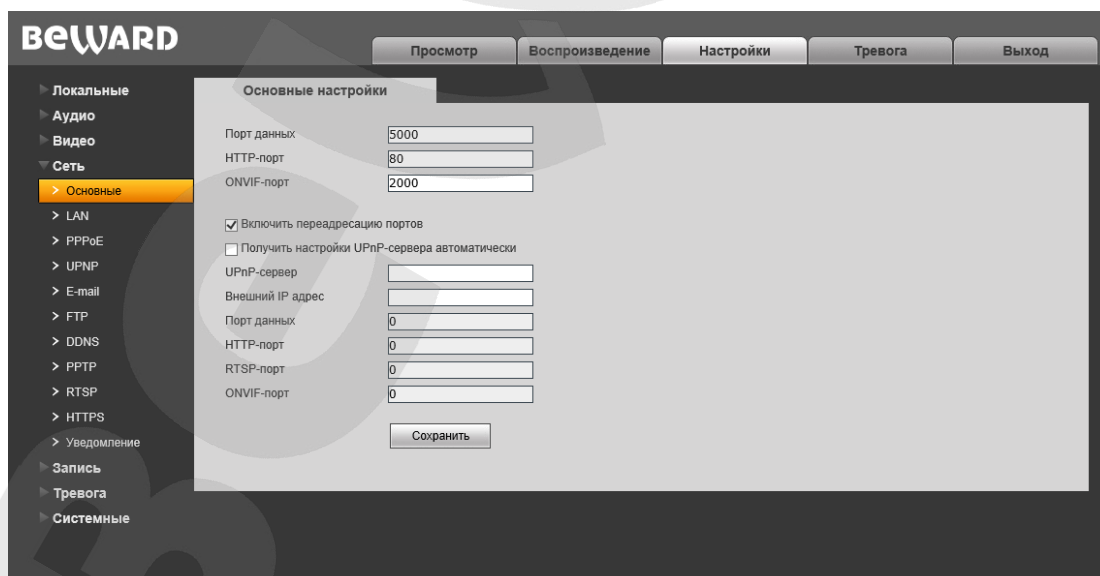 BEWARD
Просмотр
Воспроизведение
Настройки
Тревога
Выход
Локальные
Аудио
Видео
Сеть
> Основные
> LAN
> PPPoE
> UPNP
> E-mail
> FTP
> DDNS
> PPTP
> RTSP
> HTTPS
> Уведомление
Запись
Тревога
Системные
Основные настройки
Порт данных 5000
HTTP-порт 80
ONVIF-порт 2000
Включить переадресацию портов
Получить настройки UPnP-сервера автоматически
UPnP-сервер
Внешний IP адрес
Порт данных 0
HTTP-порт 0
RTSP-порт 0
ONVIF-порт 0
Сохранить